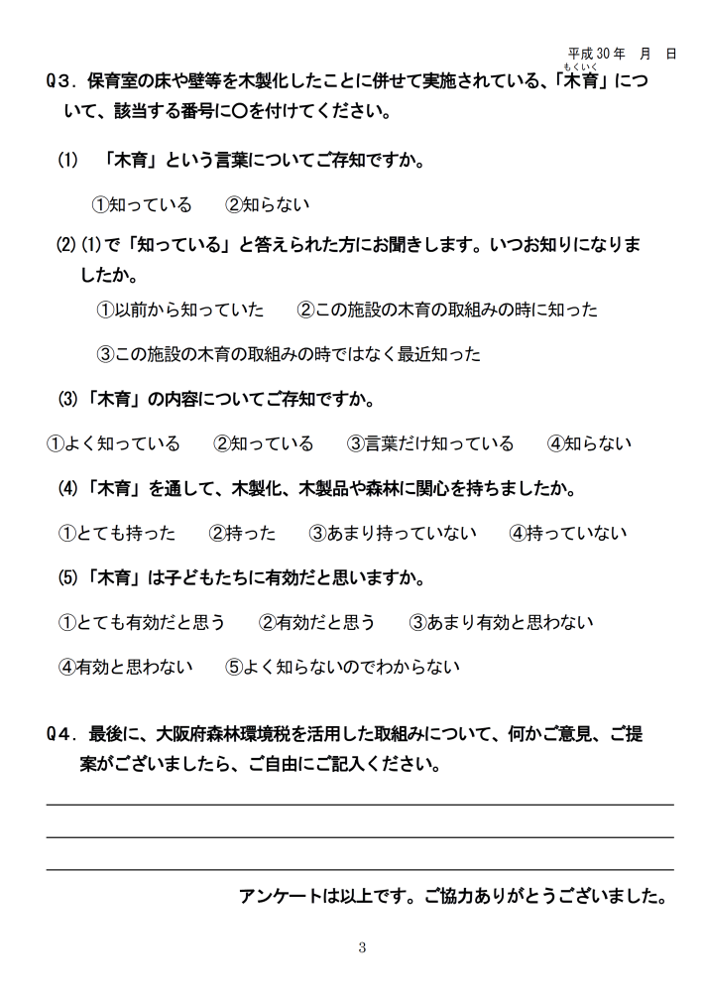 平成30年　月　日
もくいく
Q３．保育室の床や壁等を木製化したことに併せて実施されている、「木育」につ
いて、該当する番号に〇を付けてください。
(1)　「木育」という言葉についてご存知ですか。
①知っている　　②知らない
(2)(1)で「知っている」と答えられた方にお聞きします。いつお知りになりま
したか。
①以前から知っていた　　②この施設の木育の取組みの時に知った
③この施設の木育の取組みの時ではなく最近知った
(3)「木育」の内容についてご存知ですか。
①よく知っている　　②知っている　　③言葉だけ知っている　　④知らない
(4)「木育」を通して、木製化、木製品や森林に関心を持ちましたか。
①とても持った　　②持った　　③あまり持っていない　　④持っていない
(5)「木育」は子どもたちに有効だと思いますか。
①とても有効だと思う　　②有効だと思う　　③あまり有効と思わない
④有効と思わない　　⑤よく知らないのでわからない
Q４．最後に、大阪府森林環境税を活用した取組みについて、何かご意見、ご提
案がございましたら、ご自由にご記入ください。
アンケートは以上です。ご協力ありがとうございました。
3